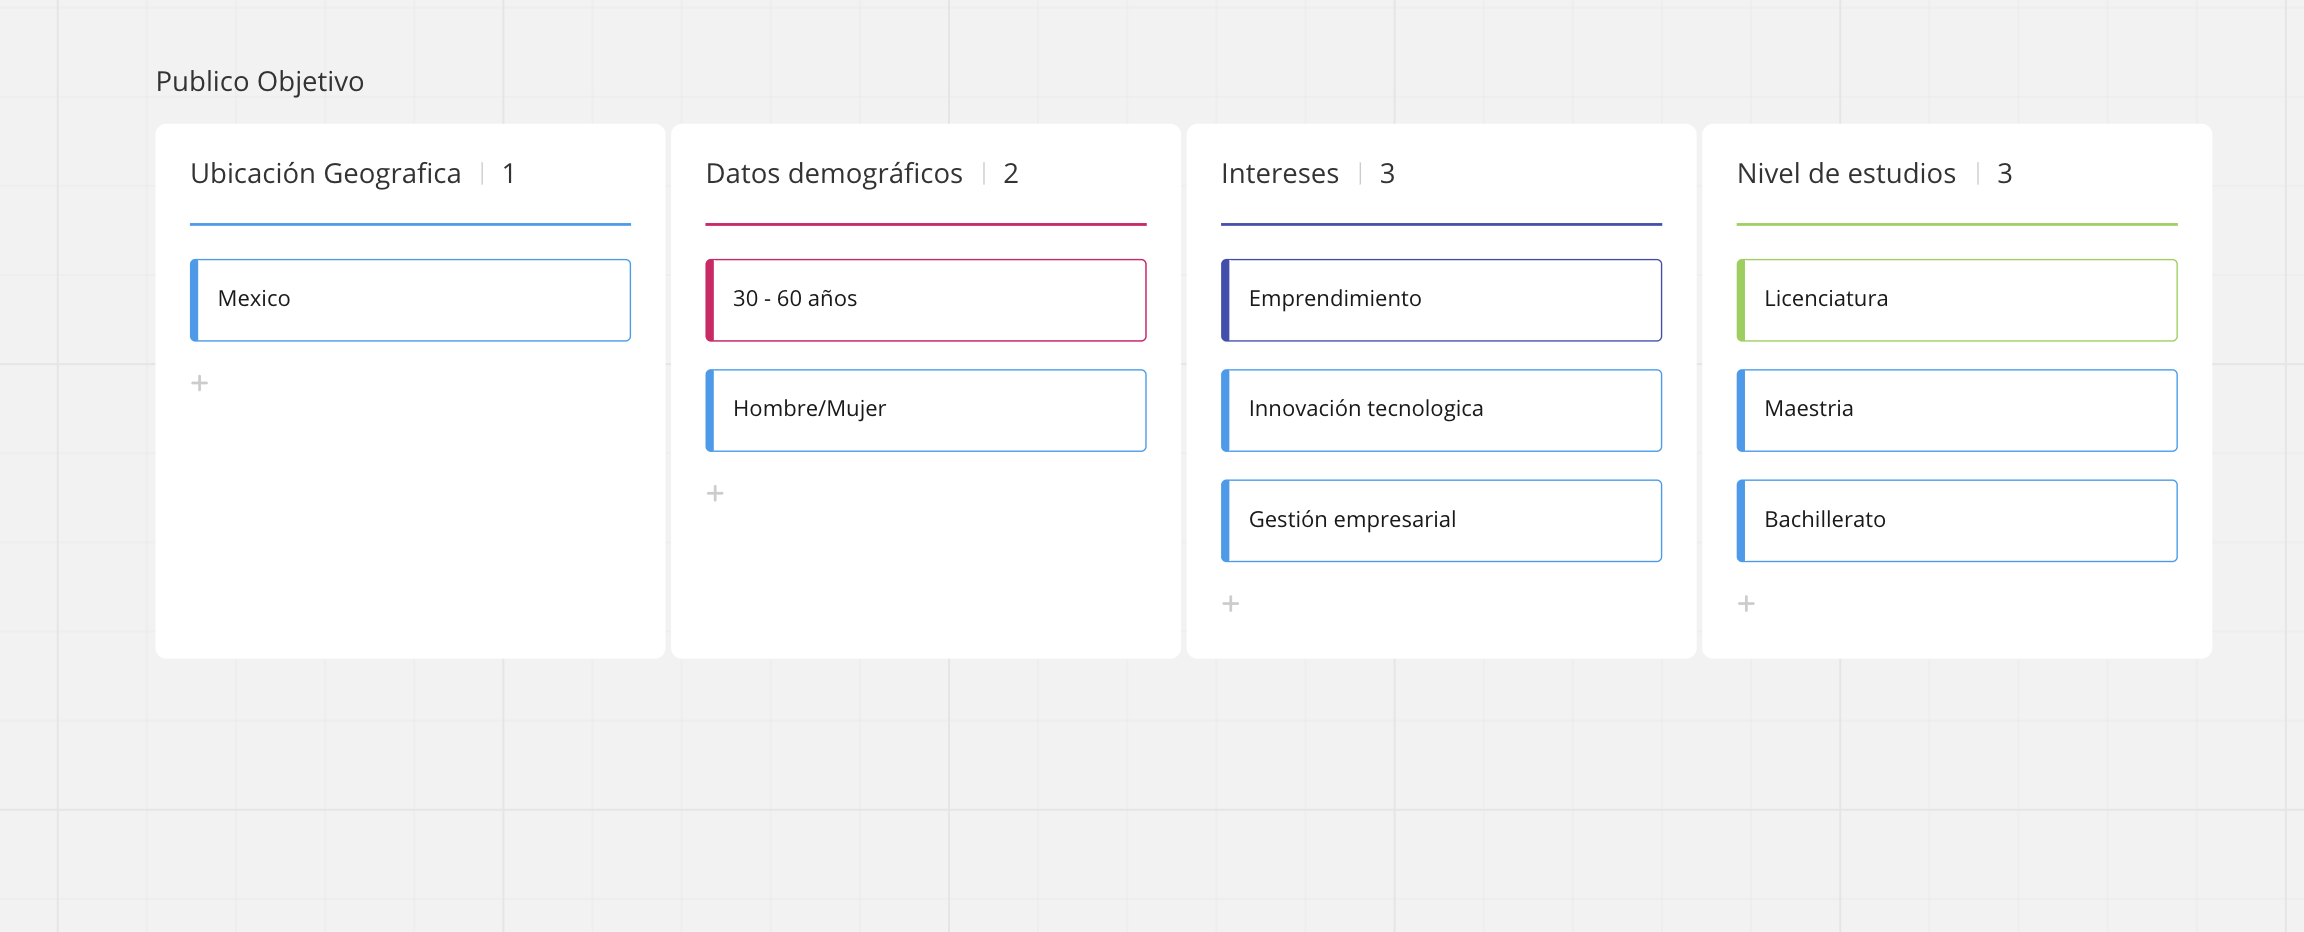 Publico Objetivo
Ubicación Geografica | 1
Mexico
+
Datos demográficos | 2
30 - 60 años
Hombre/Mujer
+
Intereses | 3
Emprendimiento
Innovación tecnologica
Gestión empresarial
+
Nivel de estudios | 3
Licenciatura
Maestria
Bachillerato
+